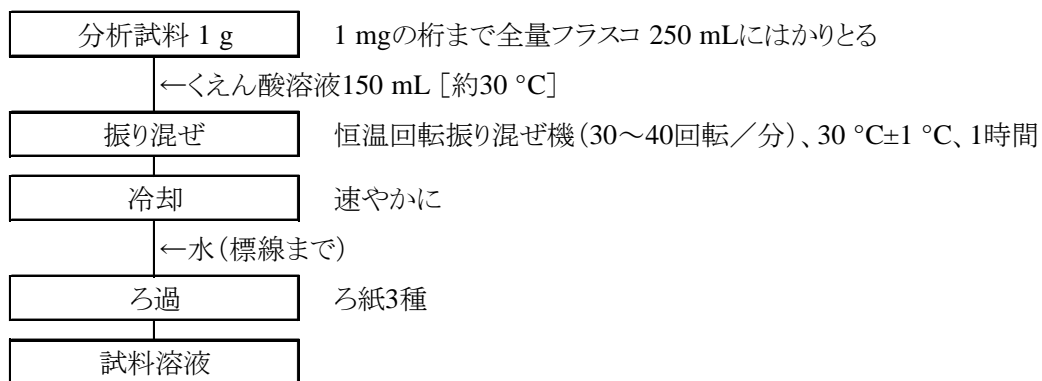 分析試料 1 g　1 mgの桁まで全量フラスコ 250 mLにはかりとる
←くえん酸溶液150 mL［約30 °C］
振り混ぜ　恒温回転振り混ぜ機（30～40回転／分）、30 °C±1 °C、1時間
冷却　速やかに
←水（標線まで）
ろ過　ろ紙3種
試料溶液